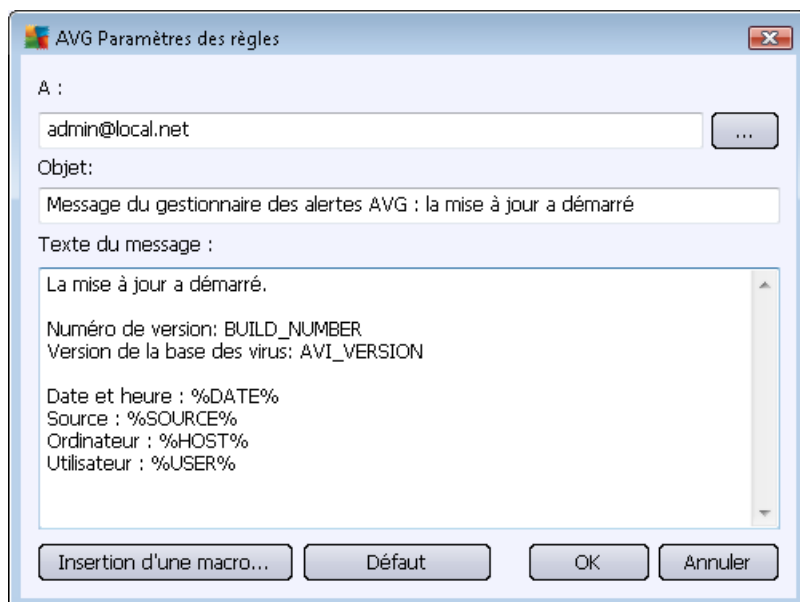 AVG Paramètres des règles
A :
admin@local.net
...
Objet:
Message du gestionnaire des alertes AVG : la mise à jour a démarré
Texte du message :
La mise à jour a démarré.
Numéro de version: BUILD_NUMBER
Version de la base des virus: AVI_VERSION
Date et heure : %DATE%
Source : %SOURCE%
Ordinateur : %HOST%
Utilisateur : %USER%
Insertion d'une macro... Défaut OK Annuler